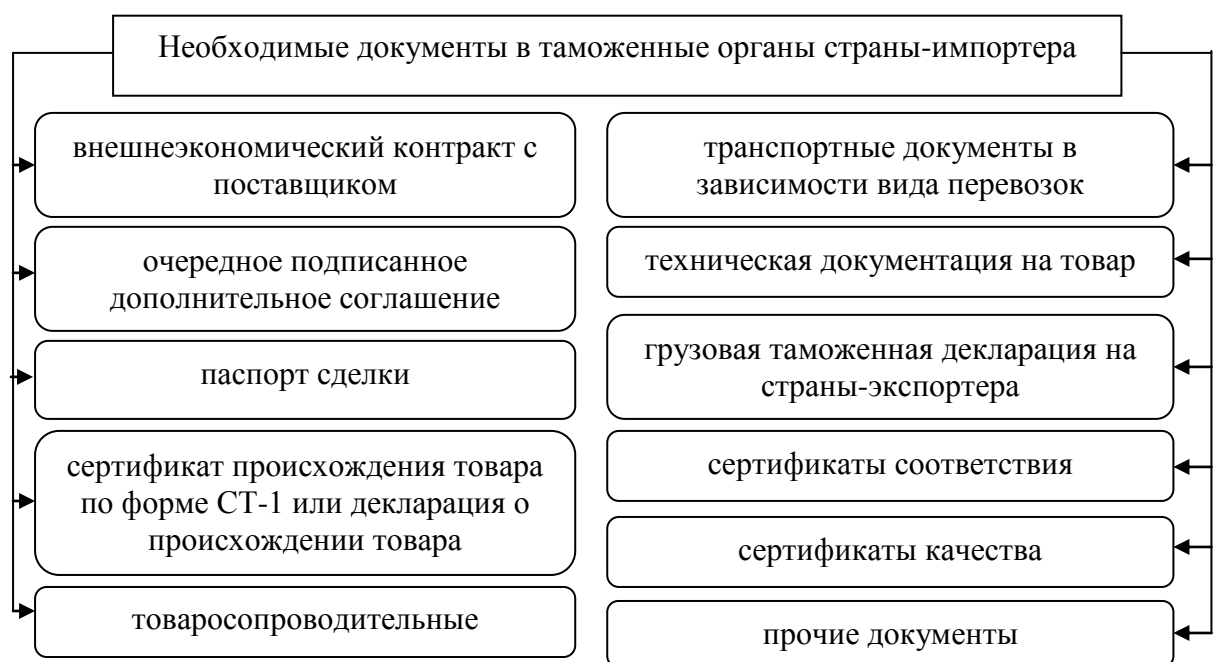 Необходимые документы в таможенные органы страны-импортера
внешнеэкономический контракт с
поставщиком
очередное подписанное
дополнительное соглашение
паспорт сделки
сертификат происхождения товара
по форме СТ-1 или декларация о
происхождении товара
товаросопроводительные
транспортные документы в
зависимости вида перевозок
техническая документация на товар
грузовая таможенная декларация на
страны-экспортера
сертификаты соответствия
сертификаты качества
прочие документы